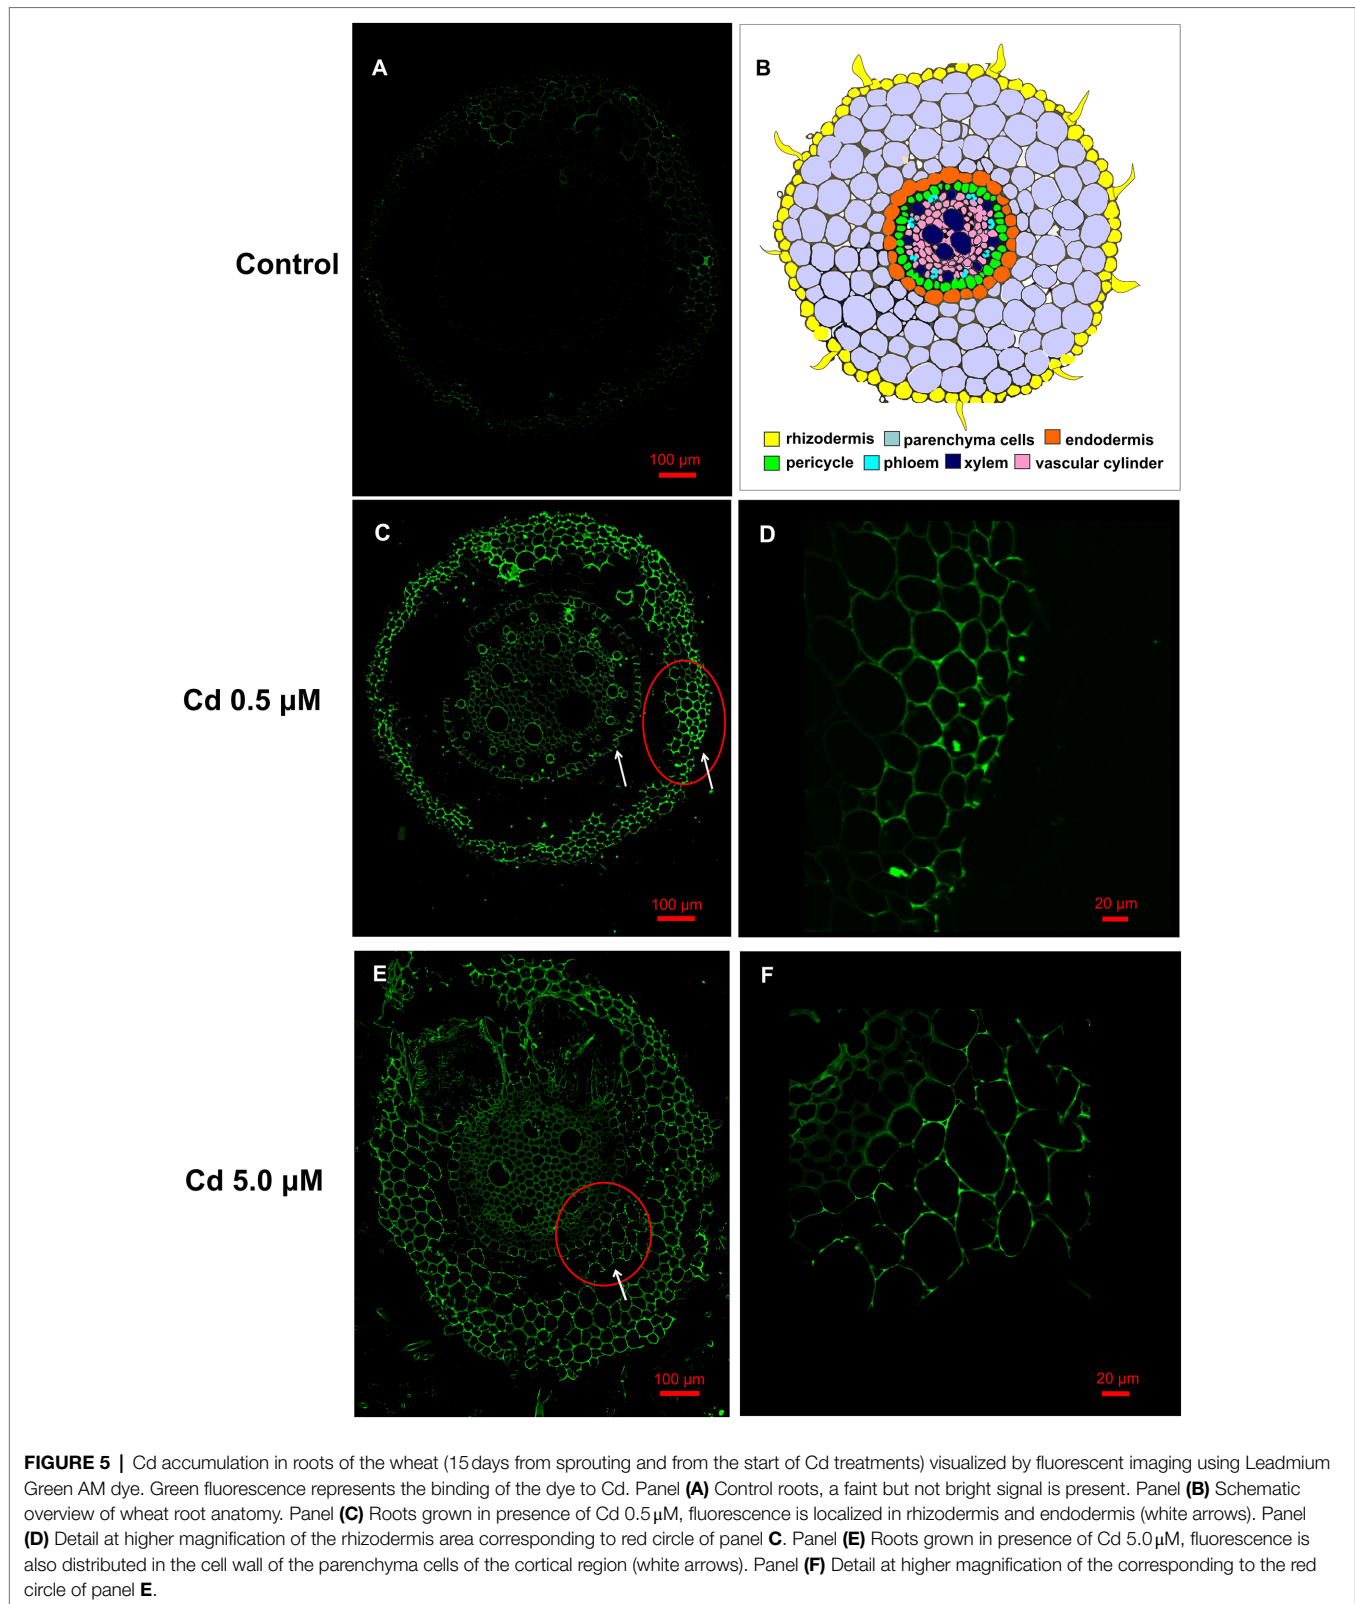 A
B
Control
100 µm
rhizodermis parenchyma cells endodermis
pericycle phloem xylem vascular cylinder
C
D
Cd 0.5 µM
100 µm
20 µm
E
F
Cd 5.0 µM
100 µm
20 µm
FIGURE 5 | Cd accumulation in roots of the wheat (15 days from sprouting and from the start of Cd treatments) visualized by fluorescent imaging using Leadmium
Green AM dye. Green fluorescence represents the binding of the dye to Cd. Panel (A) Control roots, a faint but not bright signal is present. Panel (B) Schematic
overview of wheat root anatomy. Panel (C) Roots grown in presence of Cd 0.5 µM, fluorescence is localized in rhizodermis and endodermis (white arrows). Panel
(D) Detail at higher magnification of the rhizodermis area corresponding to red circle of panel C. Panel (E) Roots grown in presence of Cd 5.0 µM, fluorescence is
also distributed in the cell wall of the parenchyma cells of the cortical region (white arrows). Panel (F) Detail at higher magnification of the corresponding to the red
circle of panel E.